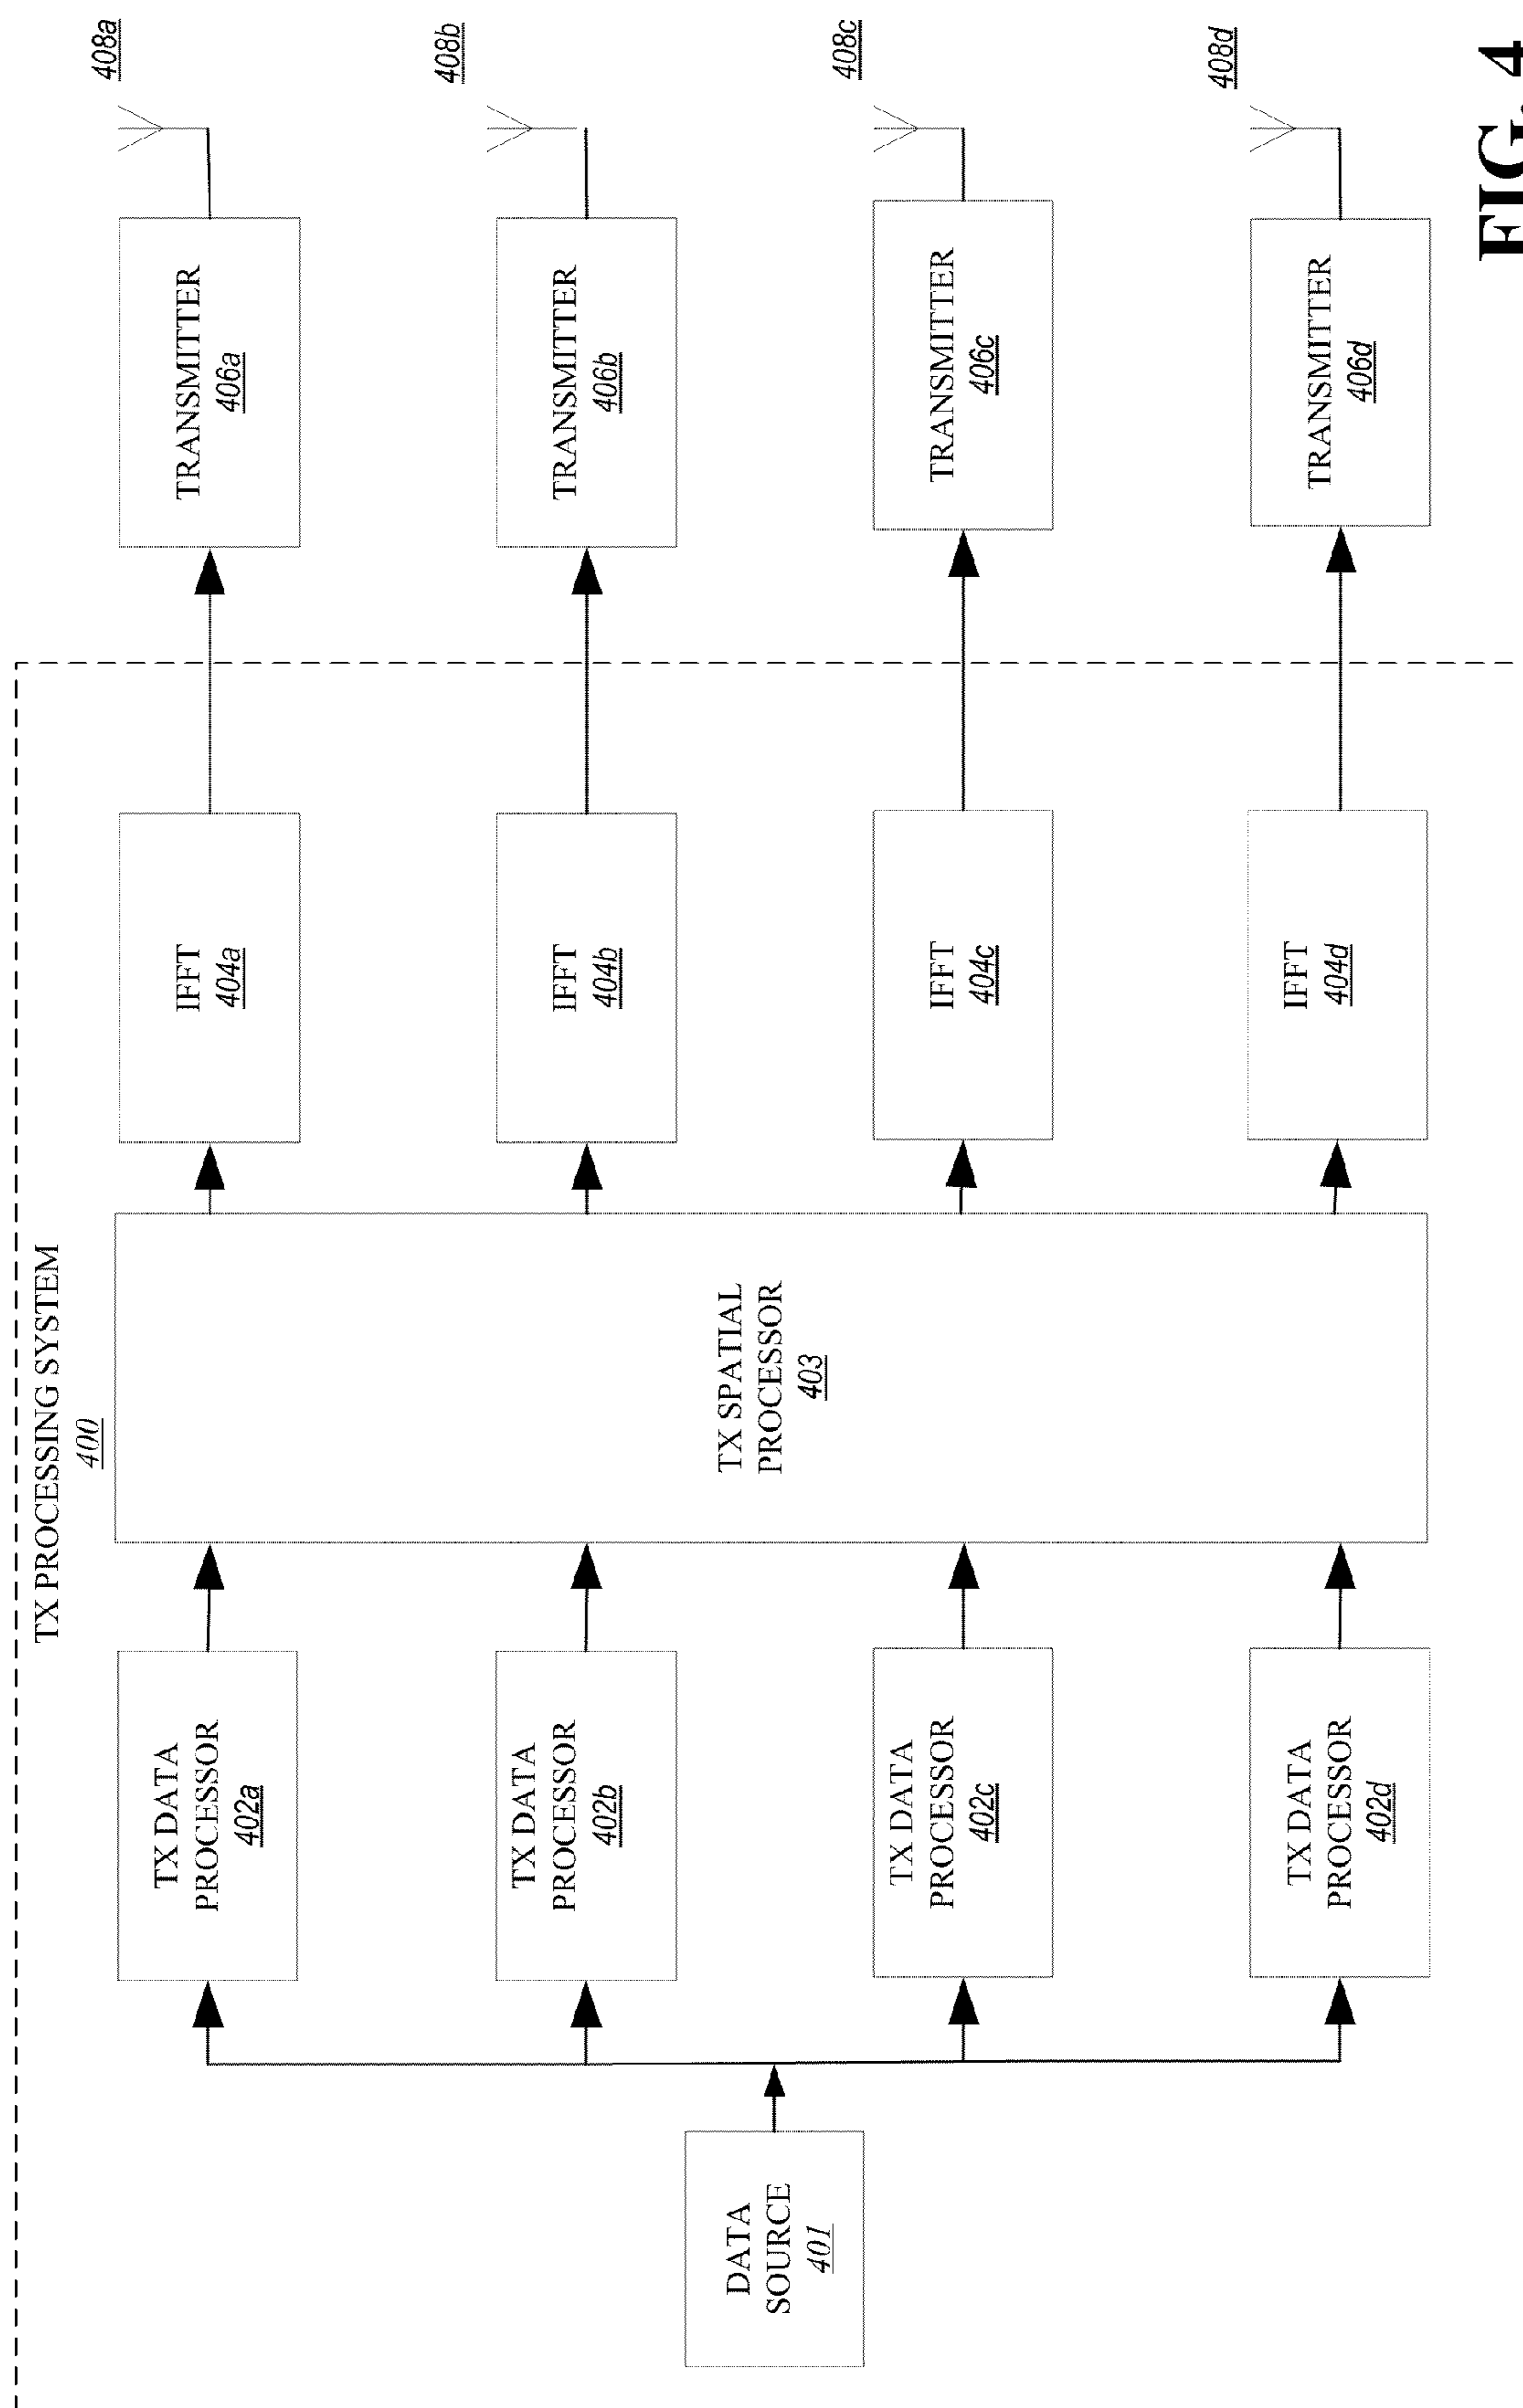 TX PROCESSING SYSTEM
400
DATA
SOURCE
401
TX DATA
PROCESSOR
402a
TX DATA
PROCESSOR
402b
TX DATA
PROCESSOR
402c
TX DATA
PROCESSOR
402d
TX SPATIAL
PROCESSOR
403
IFFT
404a
IFFT
404b
IFFT
404c
IFFT
404d
TRANSMITTER
406a
TRANSMITTER
406b
TRANSMITTER
406c
TRANSMITTER
406d
408a
408b
408c
408d
FIG. 4